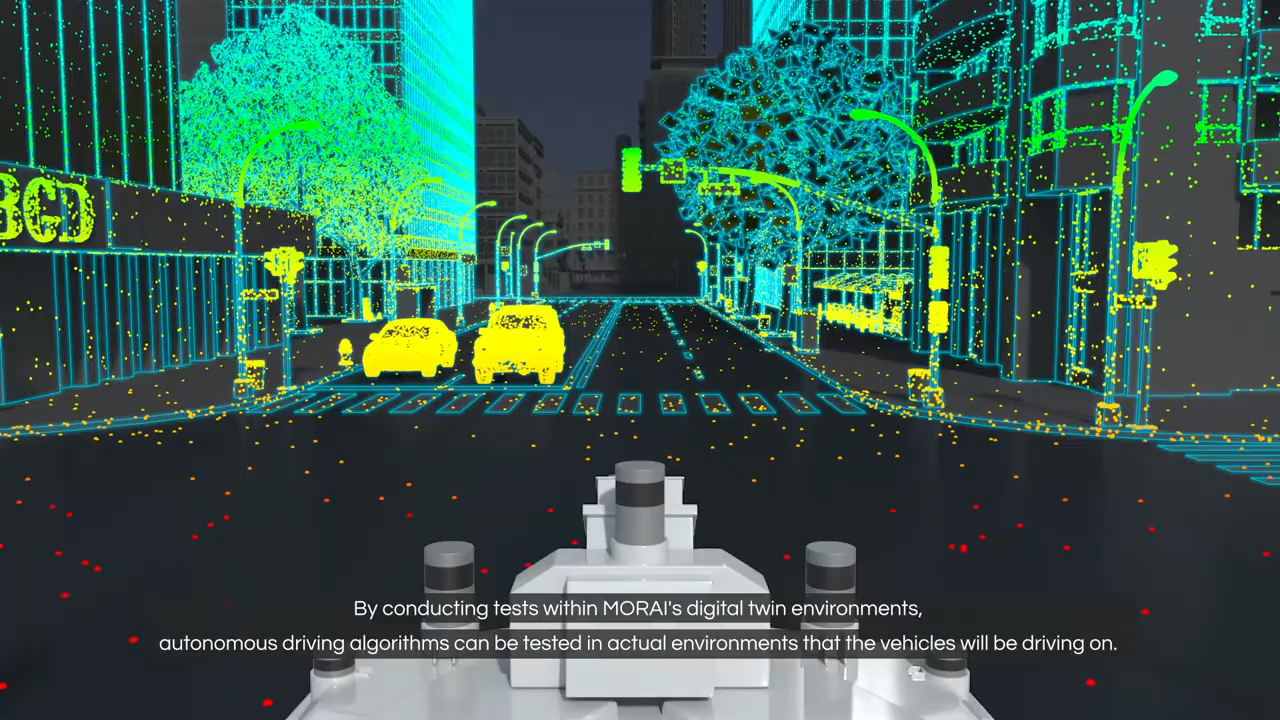 BCD
By conducting tests within MORAI's digital twin environments,
autonomous driving algorithms can be tested in actual environments that the vehicles will be driving on.